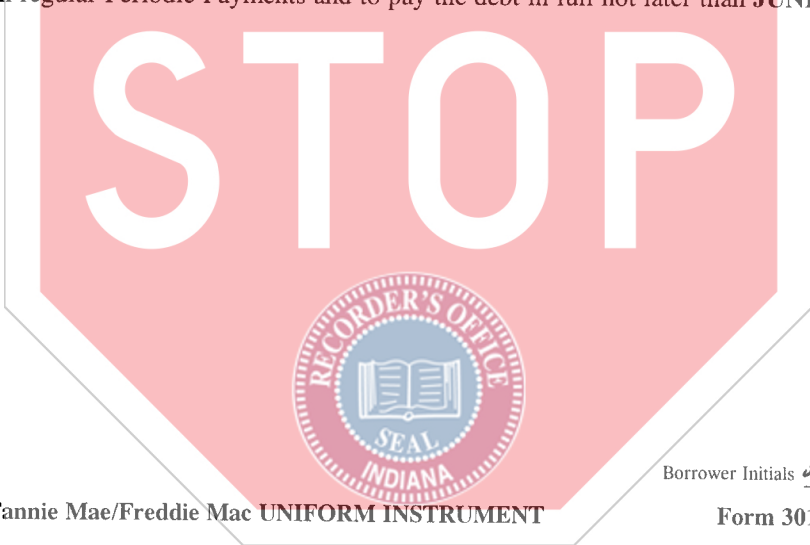 regular Periodic Payments and to pay the debt in full not later than
STOP
RECORDER'S OFFICE
SEAL
INDIANA
Borrower Initials
Fannie Mae/Freddie Mac UNIFORM INSTRUMENT
Form 301